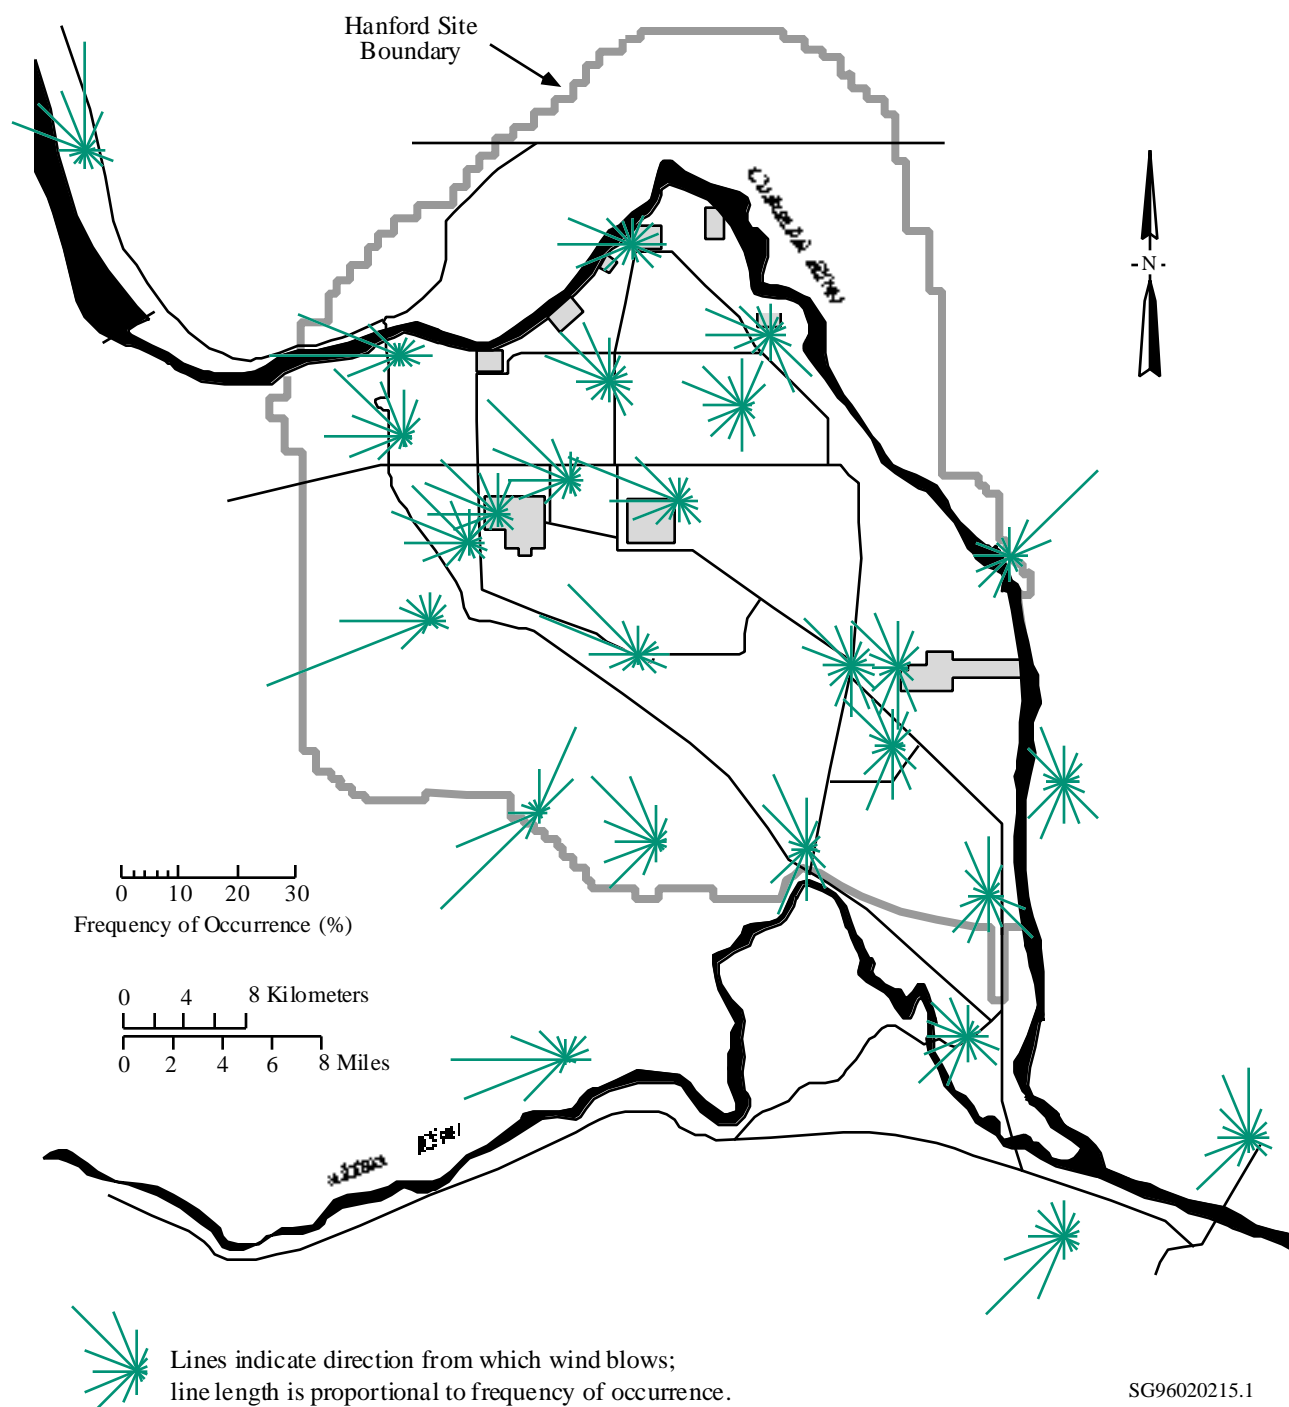 Hanford Site
Boundary
N
0 10 20 30
Frequency of Occurrence (%)
0 4 8 Kilometers
0 2 4 6 8 Miles
Lines indicate direction from which wind blows;
line length is proportional to frequency of occurrence.
SG96020215.1